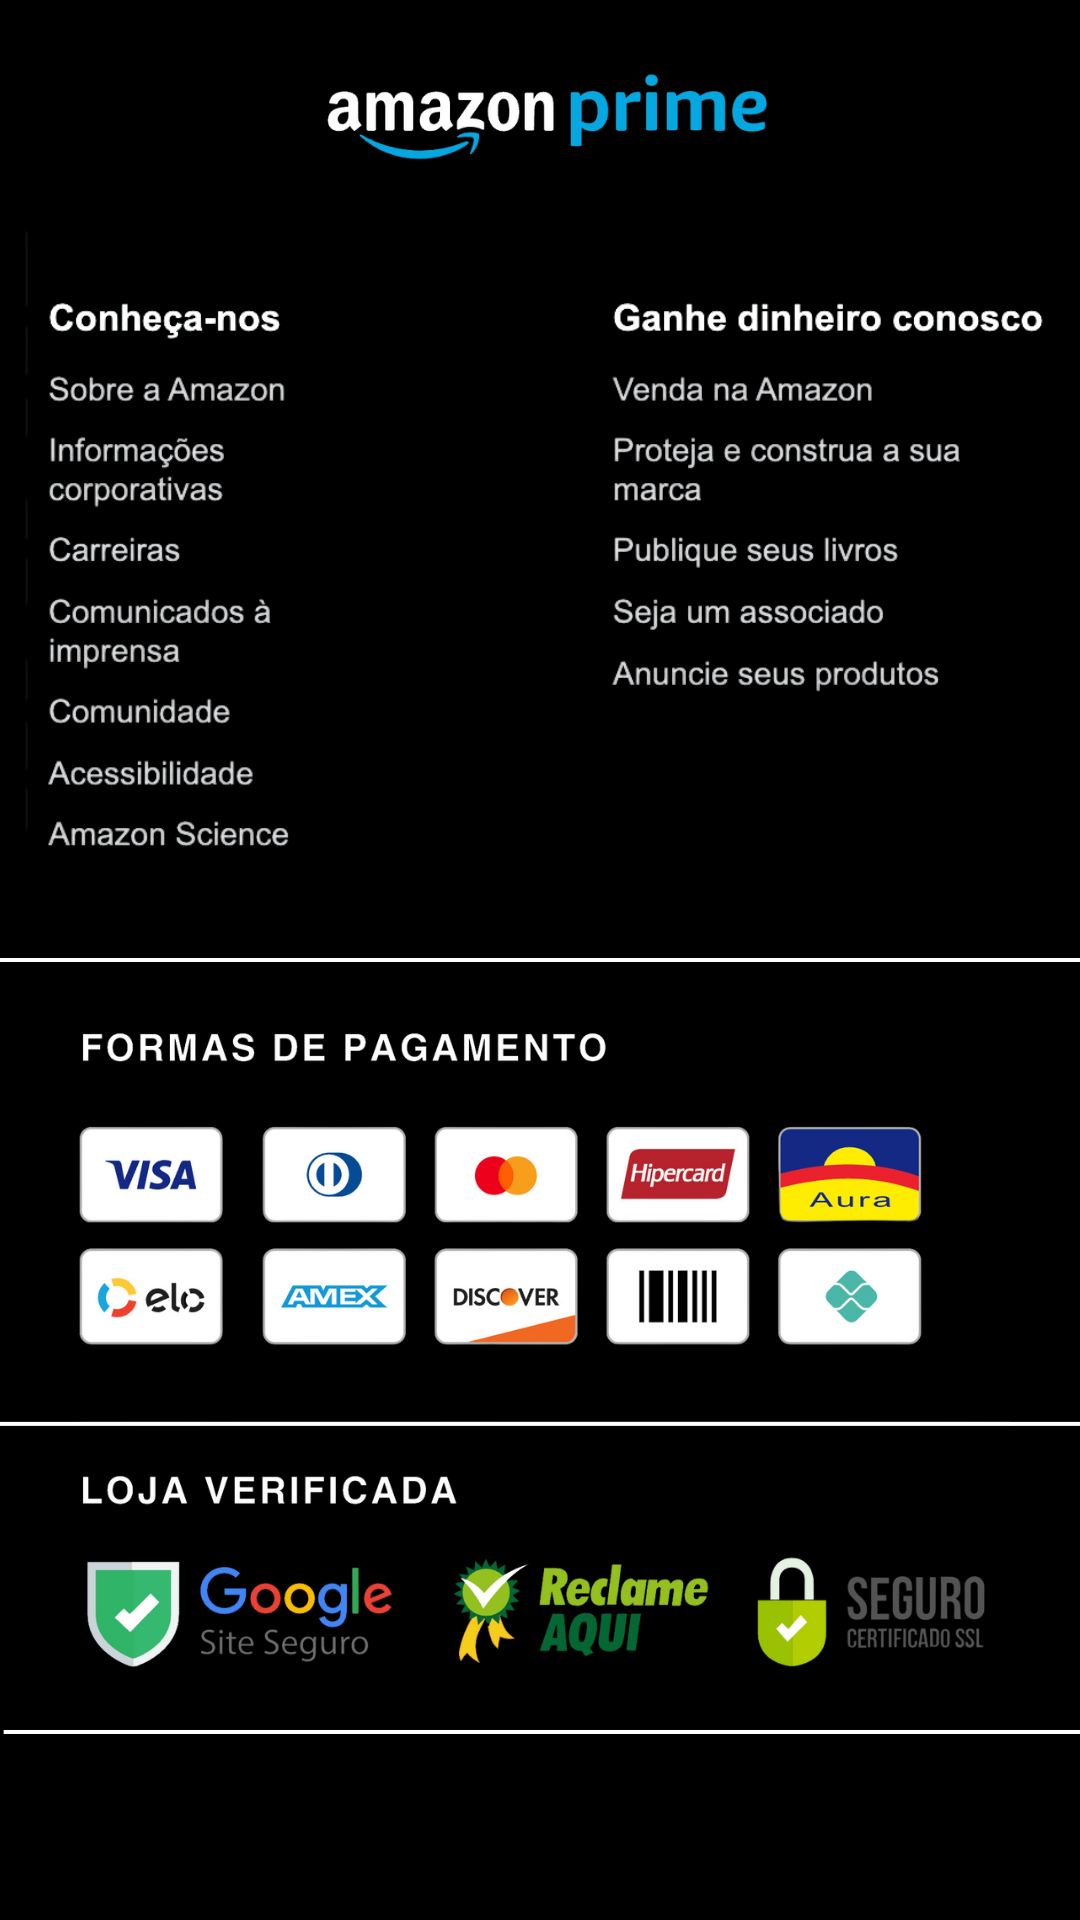 amazon prime
Conheça-nos
Sobre a Amazon
Informações
corporativas
Carreiras
Comunicados à
imprensa
Comunidade
Acessibilidade
Amazon Science
Ganhe dinheiro conosco
Venda na Amazon
Proteja e construa a sua
marca
Publique seus livros
Seja um associado
Anuncie seus produtos
FORMAS DE PAGAMENTO
VISA
Hipercard
Aura
elo
AMEX
DISCOVER
LOJA VERIFICADA
Google
Site Seguro
Reclame
AQUI
SEGURO
CERTIFICADO SSL